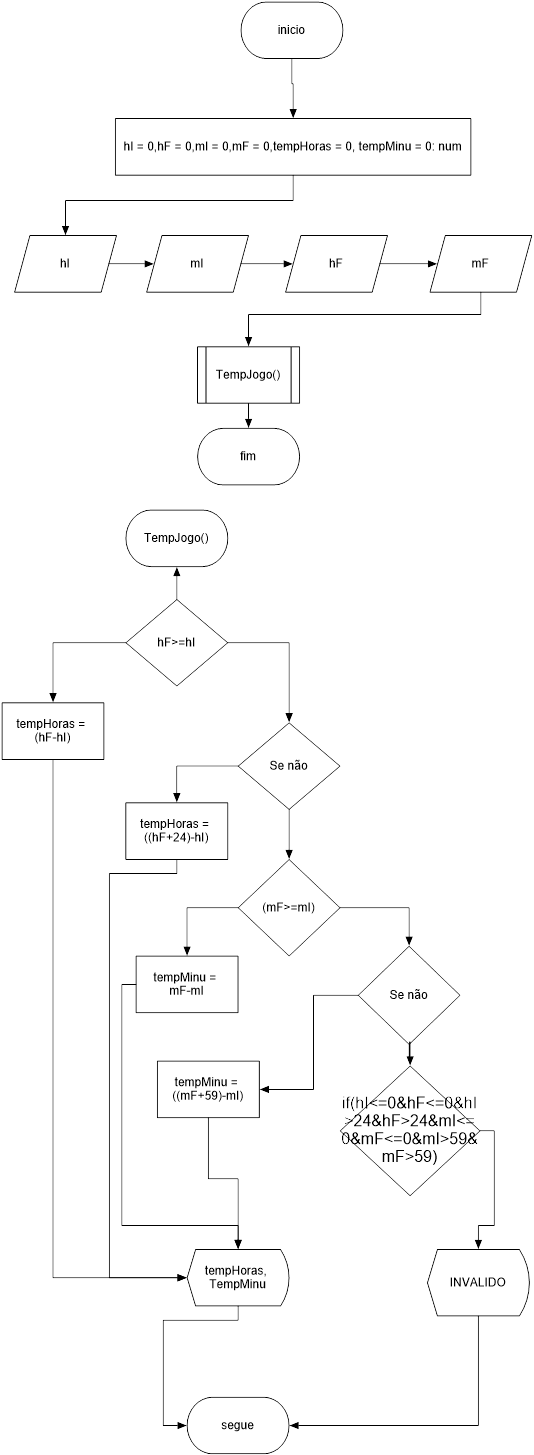 inicio
hI = 0,hF = 0,mI = 0,mF = 0,tempHoras = 0, tempMinu = 0: num
hI
mI
hF
mF
TempJogo()
fim
TempJogo()
hF>=hI
tempHoras =
(hF-hI)
Se não
tempHoras =
((hF+24)-hI)
(mF>=mI)
tempMinu =
mF-mI
Se não
tempMinu =
((mF+59)-mI)
if(hI<=0&hF<=0&hI
>24&hF>24&mI<=
0&mF<=0&mI>59&
mF>59)
tempHoras,
TempMinu
INVALIDO
segue